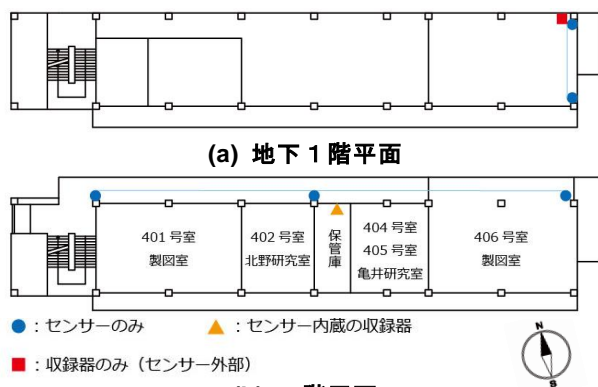 (a) 地下１階平面
401 号室
製図室
402 号室
北野研究室
保管庫
404 号室
405 号室
亀井研究室
406 号室
製図室
：センサーのみ
：センサー内蔵の収録器
：収録器のみ（センサー外部）
N
S